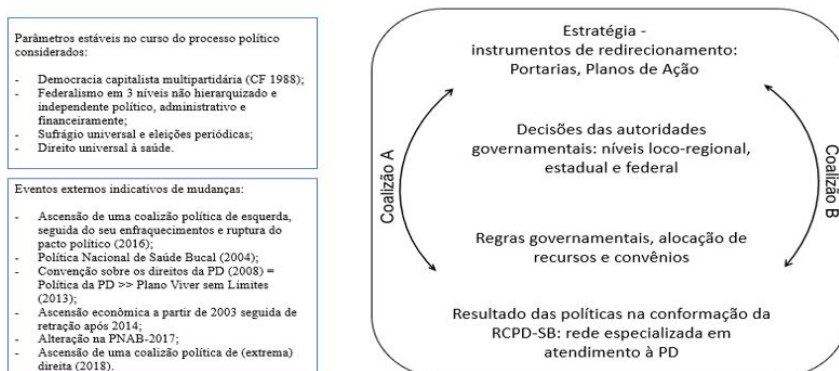 Parâmetros estáveis no curso do processo político
considerados:
- Democracia capitalista multipartidária (CF 1988);
- Federalismo em 3 níveis não hierarquizado e
independente político, administrativo e
financeiramente;
- Sufrágio universal e eleições periódicas;
- Direito universal à saúde.
Eventos externos indicativos de mudanças:
- Ascensão de uma coalizão política de esquerda,
seguida do seu enfraquecimentos e ruptura do
pacto político (2016);
- Política Nacional de Saúde Bucal (2004);
- Convenção sobre os direitos da PD (2008) =
Política da PD >> Plano Viver sem Limites
(2013);
- Ascensão econômica a partir de 2003 seguida de
retração após 2014;
- Alteração na PNAB-2017;
- Ascensão de uma coalizão política de (extrema)
direita (2018).
Coalizão A
Estratégia -
instrumentos de redirecionamento:
Portarias, Planos de Ação
Decisões das autoridades
governamentais: níveis loco-regional,
estadual e federal
Regras governamentais, alocação de
recursos e convênios
Resultado das políticas na conformação da
RCPD-SB: rede especializada em
atendimento à PD
Coalizão B